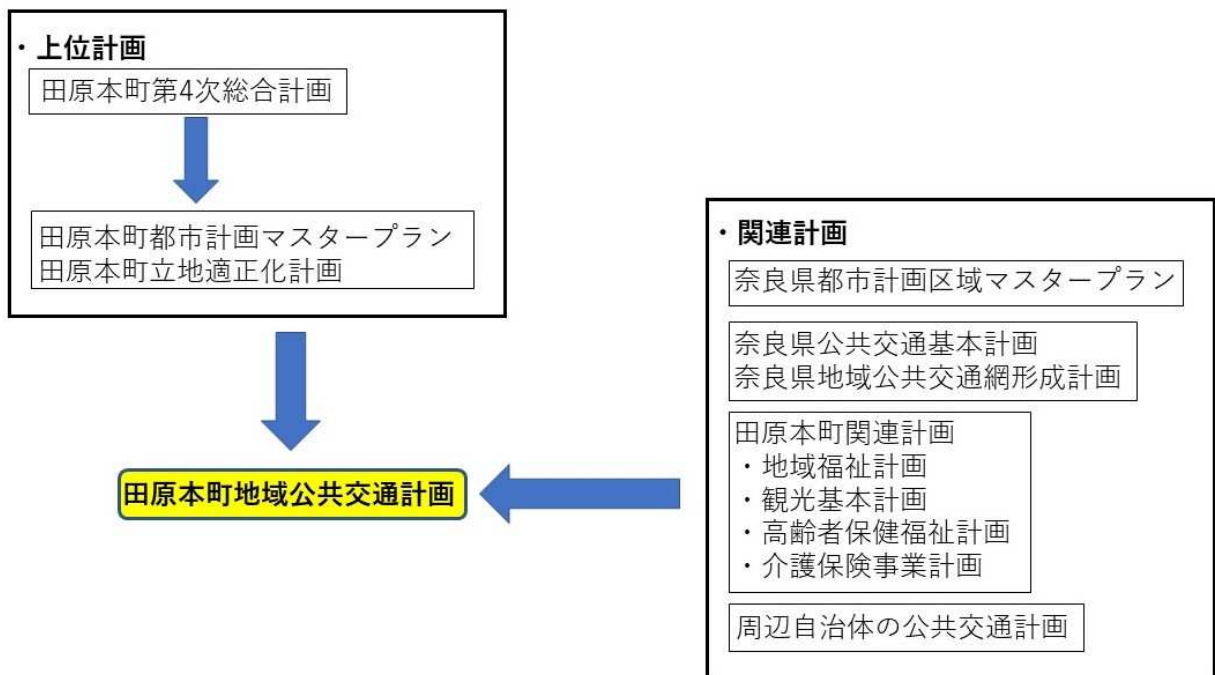 ・上位計画
田原本町第4次総合計画
田原本町都市計画マスタープラン
田原本町立地適正化計画
田原本町地域公共交通計画
・関連計画
奈良県都市計画区域マスタープラン
奈良県公共交通基本計画
奈良県地域公共交通網形成計画
田原本町関連計画
・地域福祉計画
・観光基本計画
・高齢者保健福祉計画
・介護保険事業計画
周辺自治体の公共交通計画